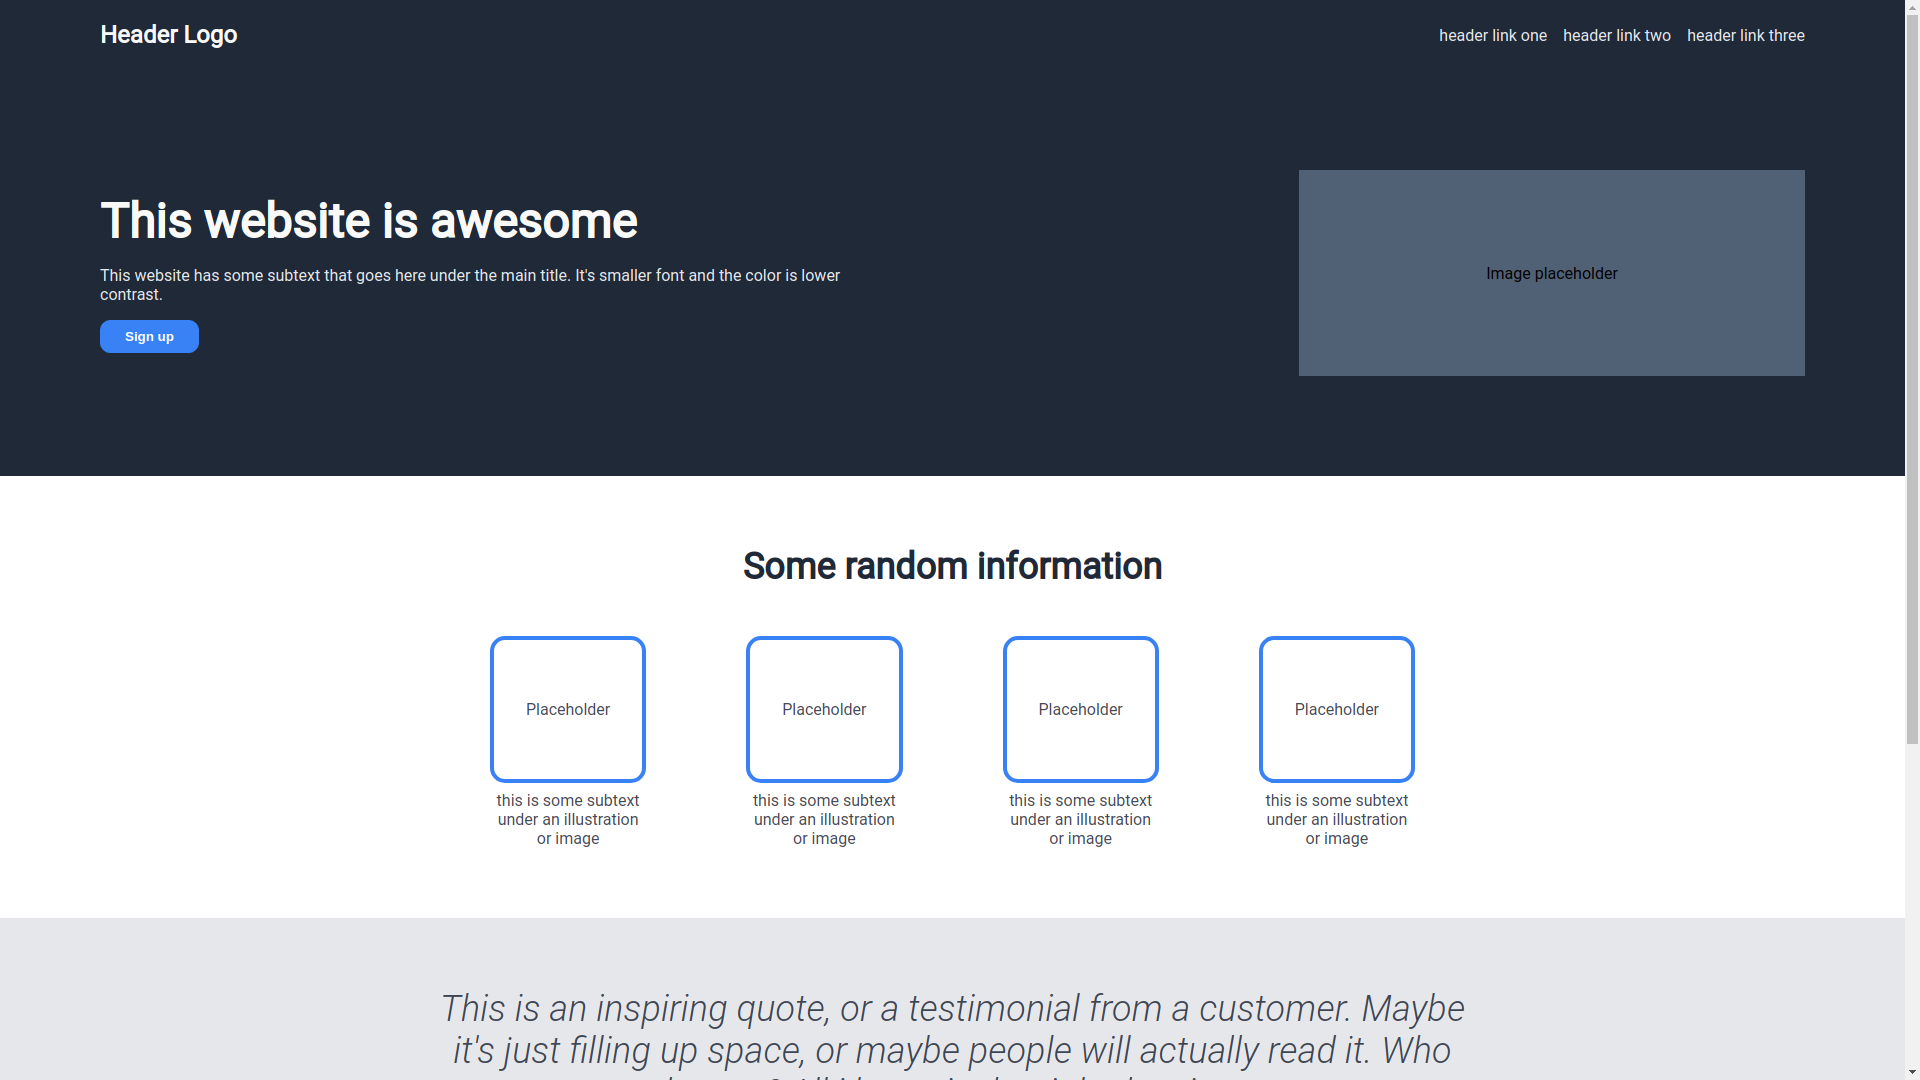 Header Logo
header link one header link two header link three
This website is awesome
This website has some subtext that goes here under the main title. It's smaller font and the color is lower
contrast.
Sign up
Image placeholder
Some random information
Placeholder
this is some subtext
under an illustration
or image
Placeholder
this is some subtext
under an illustration
or image
Placeholder
this is some subtext
under an illustration
or image
Placeholder
this is some subtext
under an illustration
or image
This is an inspiring quote, or a testimonial from a customer. Maybe
it's just filling up space, or maybe people will actually read it. Who